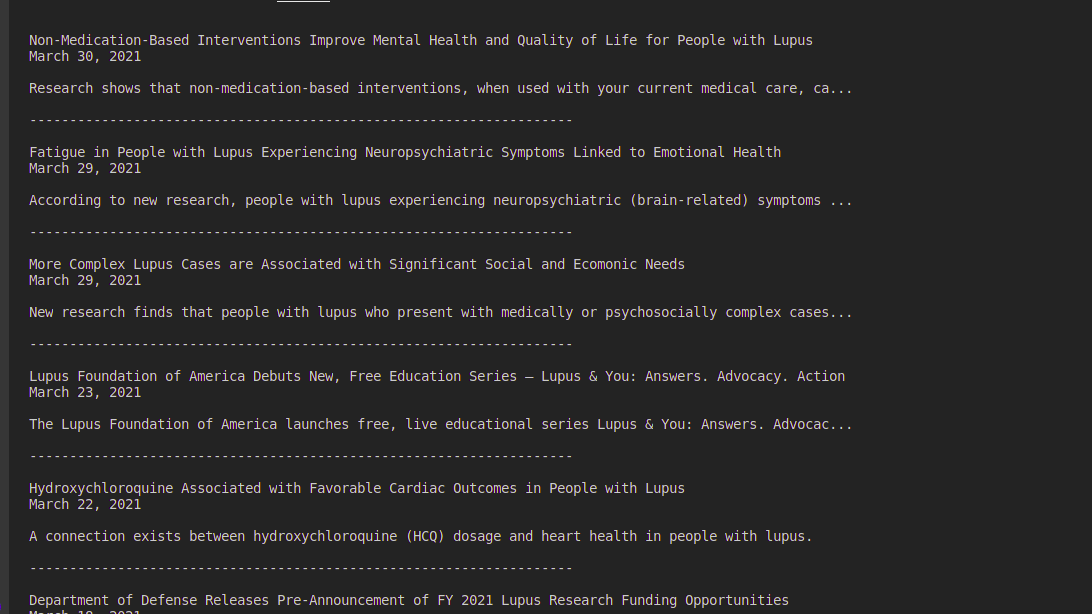 Non-Medication-Based Interventions Improve Mental Health and Quality of Life for People with Lupus
March 30, 2021
Research shows that non-medication-based interventions, when used with your current medical care, ca...
--------------------------------------------------------------------
Fatigue in People with Lupus Experiencing Neuropsychiatric Symptoms Linked to Emotional Health
March 29, 2021
According to new research, people with lupus experiencing neuropsychiatric (brain-related) symptoms ...
--------------------------------------------------------------------
More Complex Lupus Cases are Associated with Significant Social and Ecomonic Needs
March 29, 2021
New research finds that people with lupus who present with medically or psychosocially complex cases...
--------------------------------------------------------------------
Lupus Foundation of America Debuts New, Free Education Series – Lupus & You: Answers. Advocacy. Action
March 23, 2021
The Lupus Foundation of America launches free, live educational series Lupus & You: Answers. Advocac...
--------------------------------------------------------------------
Hydroxychloroquine Associated with Favorable Cardiac Outcomes in People with Lupus
March 22, 2021
A connection exists between hydroxychloroquine (HCQ) dosage and heart health in people with lupus.
--------------------------------------------------------------------
Department of Defense Releases Pre-Announcement of FY 2021 Lupus Research Funding Opportunities